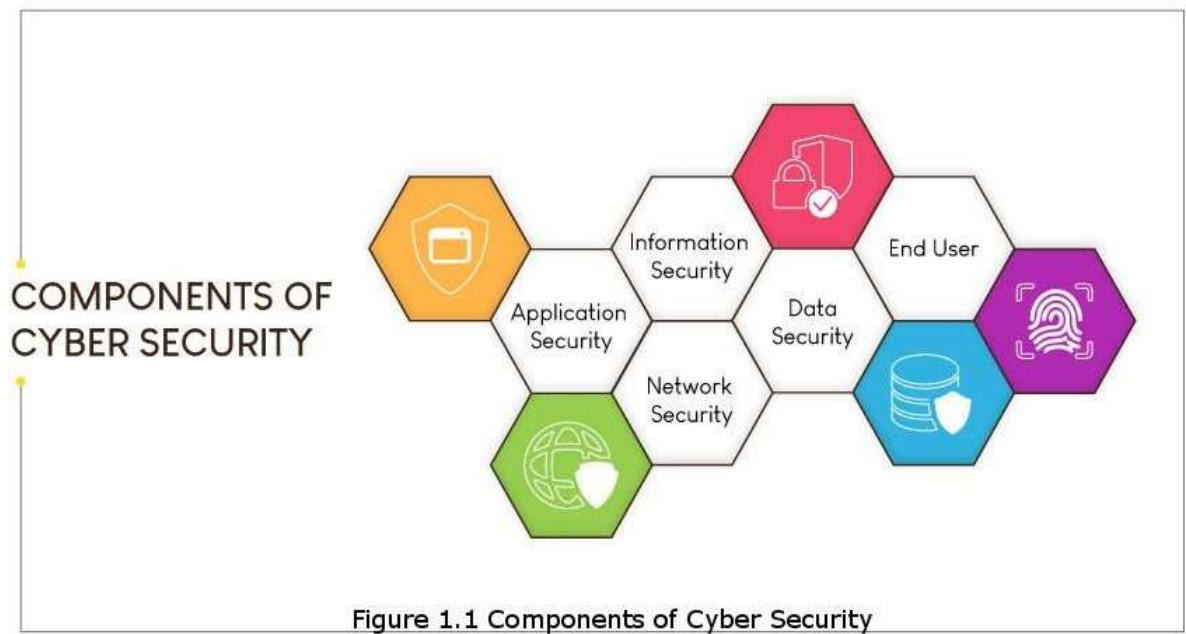 COMPONENTS OF
CYBER SECURITY
Application
Security
Information
Security
Network
Security
Data
Security
End User
Figure 1.1 Components of Cyber Security